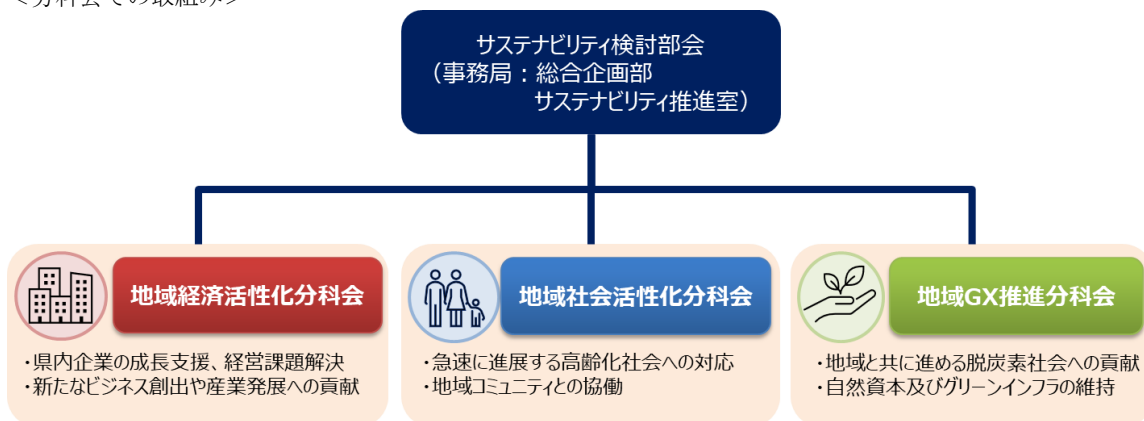 ＜分科会での取組み＞
サステナビリティ検討部会
（事務局：総合企画部
サステナビリティ推進室）
地域経済活性化分科会
・県内企業の成長支援、経営課題解決
・新たなビジネス創出や産業発展への貢献
地域社会活性化分科会
・急速に進展する高齢化社会への対応
・地域コミュニティとの協働
地域GX推進分科会
・地域と共に進める脱炭素社会への貢献
・自然資本及びグリーンインフラの維持